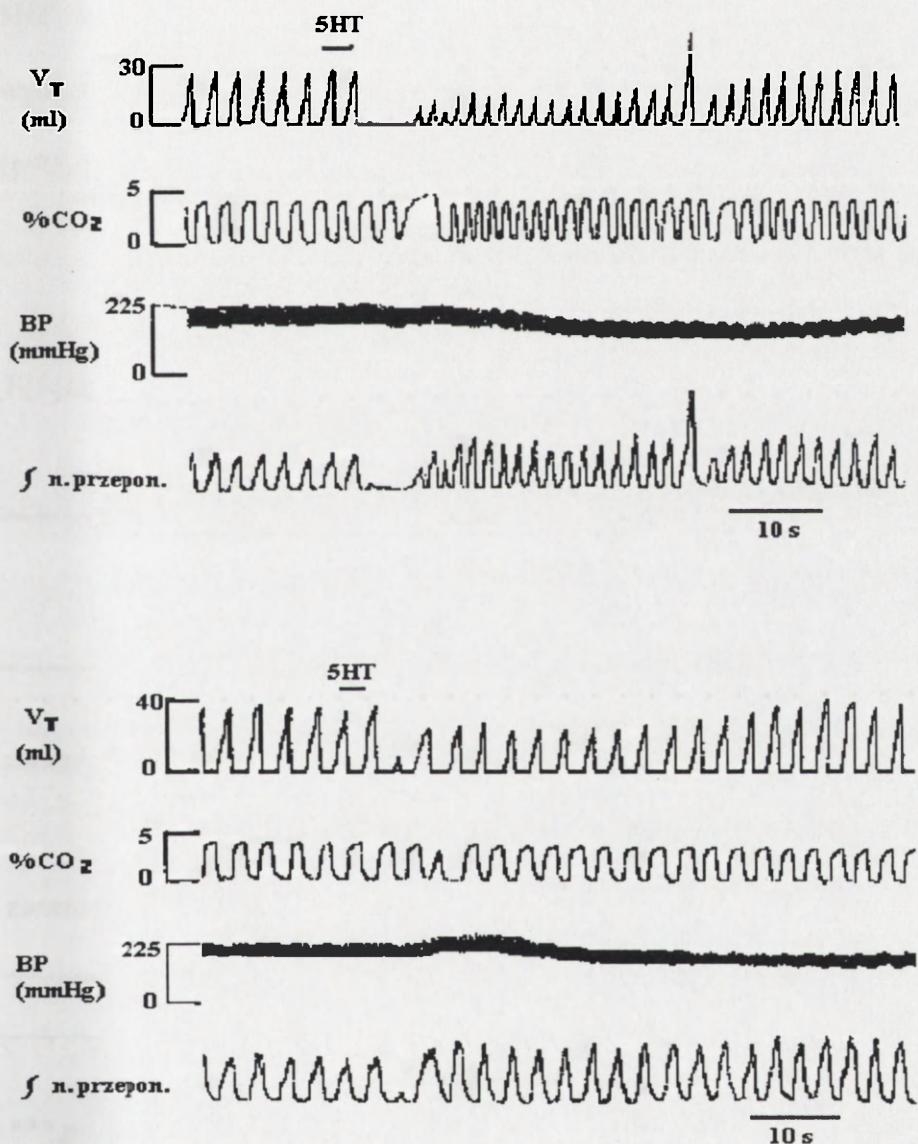 5HT
V_T 30
(ml) 0
%CO₂ 5
0
BP 225
(mmHg) 0
∫ n.przepon.
10 s
5HT
V_T 40
(ml) 0
%CO₂ 5
0
BP 225
(mmHg) 0
∫ n.przepon.
10 s